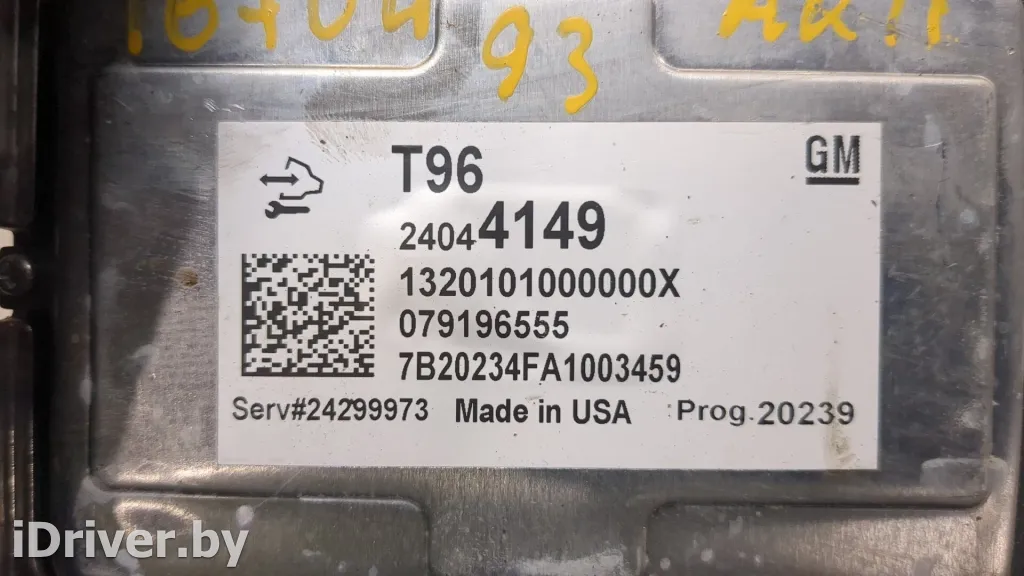 93
T96
GM
24044149
1320101000000X
079196555
7B20234FA1003459
Serv#24299973 Made in USA Prog.20239
iDriver.by